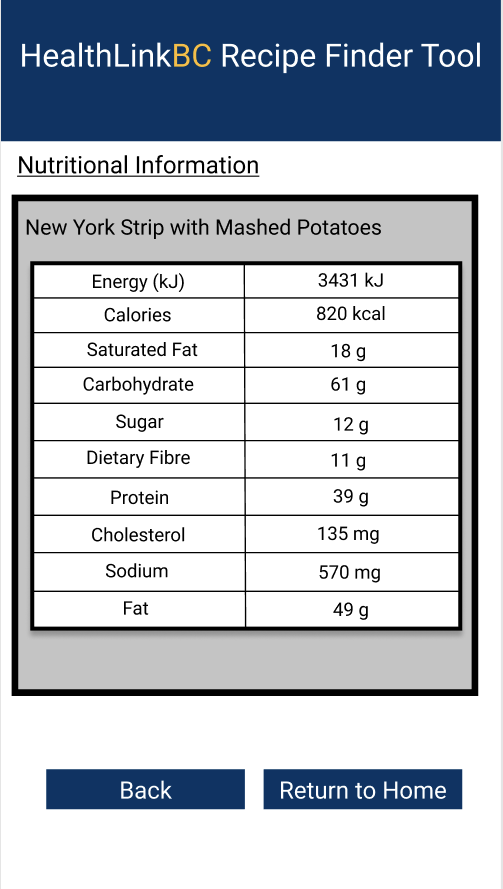 HealthLinkBC Recipe Finder Tool
Nutritional Information
New York Strip with Mashed Potatoes
Energy (kJ) 3431 kJ
Calories 820 kcal
Saturated Fat 18 g
Carbohydrate 61 g
Sugar 12 g
Dietary Fibre 11 g
Protein 39 g
Cholesterol 135 mg
Sodium 570 mg
Fat 49 g
Back Return to Home